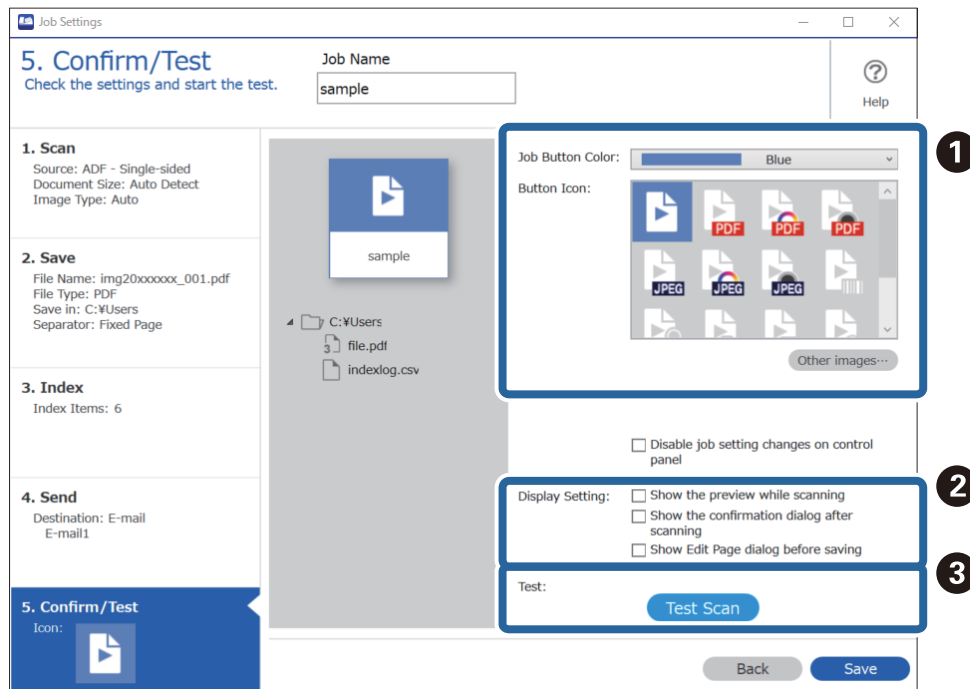 Job Settings
5. Confirm/Test
Check the settings and start the test.
Job Name
sample
Help
1. Scan
Source: ADF - Single-sided
Document Size: Auto Detect
Image Type: Auto
2. Save
File Name: img20xxxxxx_001.pdf
File Type: PDF
Save in: C:¥Users
Separator: Fixed Page
3. Index
Index Items: 6
4. Send
Destination: E-mail
E-mail1
5. Confirm/Test
Icon:
sample
C:¥Users
3 file.pdf
indexlog.csv
1
Job Button Color: Blue
Button Icon:
PDF PDF PDF
JPEG JPEG JPEG
Other images···
Disable job setting changes on control
panel
2
Display Setting: Show the preview while scanning
Show the confirmation dialog after
scanning
Show Edit Page dialog before saving
3
Test:
Test Scan
Back Save